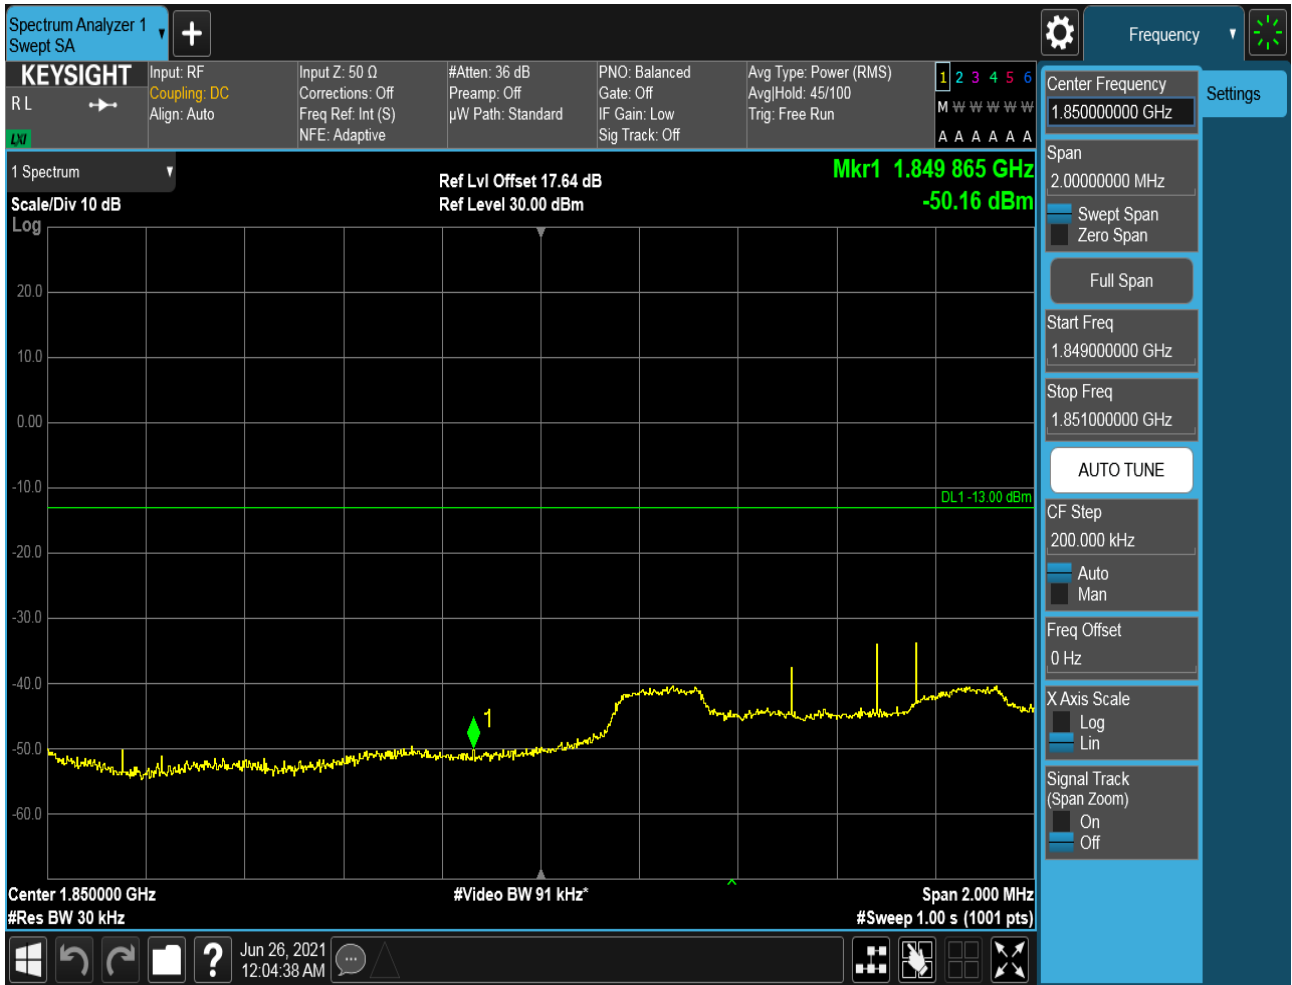 Spectrum Analyzer 1
Swept SA
Frequency
KEYSIGHT
R L
LXI
Input: RF
Coupling: DC
Align: Auto
Input Z: 50 Ω
Corrections: Off
Freq Ref: Int (S)
NFE: Adaptive
#Atten: 36 dB
Preamp: Off
µW Path: Standard
PNO: Balanced
Gate: Off
IF Gain: Low
Sig Track: Off
Avg Type: Power (RMS)
Avg|Hold: 45/100
Trig: Free Run
1 2 3 4 5 6
M W W W W W
A A A A A A
1 Spectrum
Scale/Div 10 dB
Log
Ref Lvl Offset 17.64 dB
Ref Level 30.00 dBm
Mkr1 1.849 865 GHz
-50.16 dBm
20.0
10.0
0.00
-10.0
DL1 -13.00 dBm
-20.0
-30.0
-40.0
1
-50.0
-60.0
Center 1.850000 GHz
#Video BW 91 kHz*
Span 2.000 MHz
#Res BW 30 kHz
#Sweep 1.00 s (1001 pts)
Jun 26, 2021
12:04:38 AM
Center Frequency
1.850000000 GHz
Settings
Span
2.00000000 MHz
Swept Span
Zero Span
Full Span
Start Freq
1.849000000 GHz
Stop Freq
1.851000000 GHz
AUTO TUNE
CF Step
200.000 kHz
Auto
Man
Freq Offset
0 Hz
X Axis Scale
Log
Lin
Signal Track
(Span Zoom)
On
Off